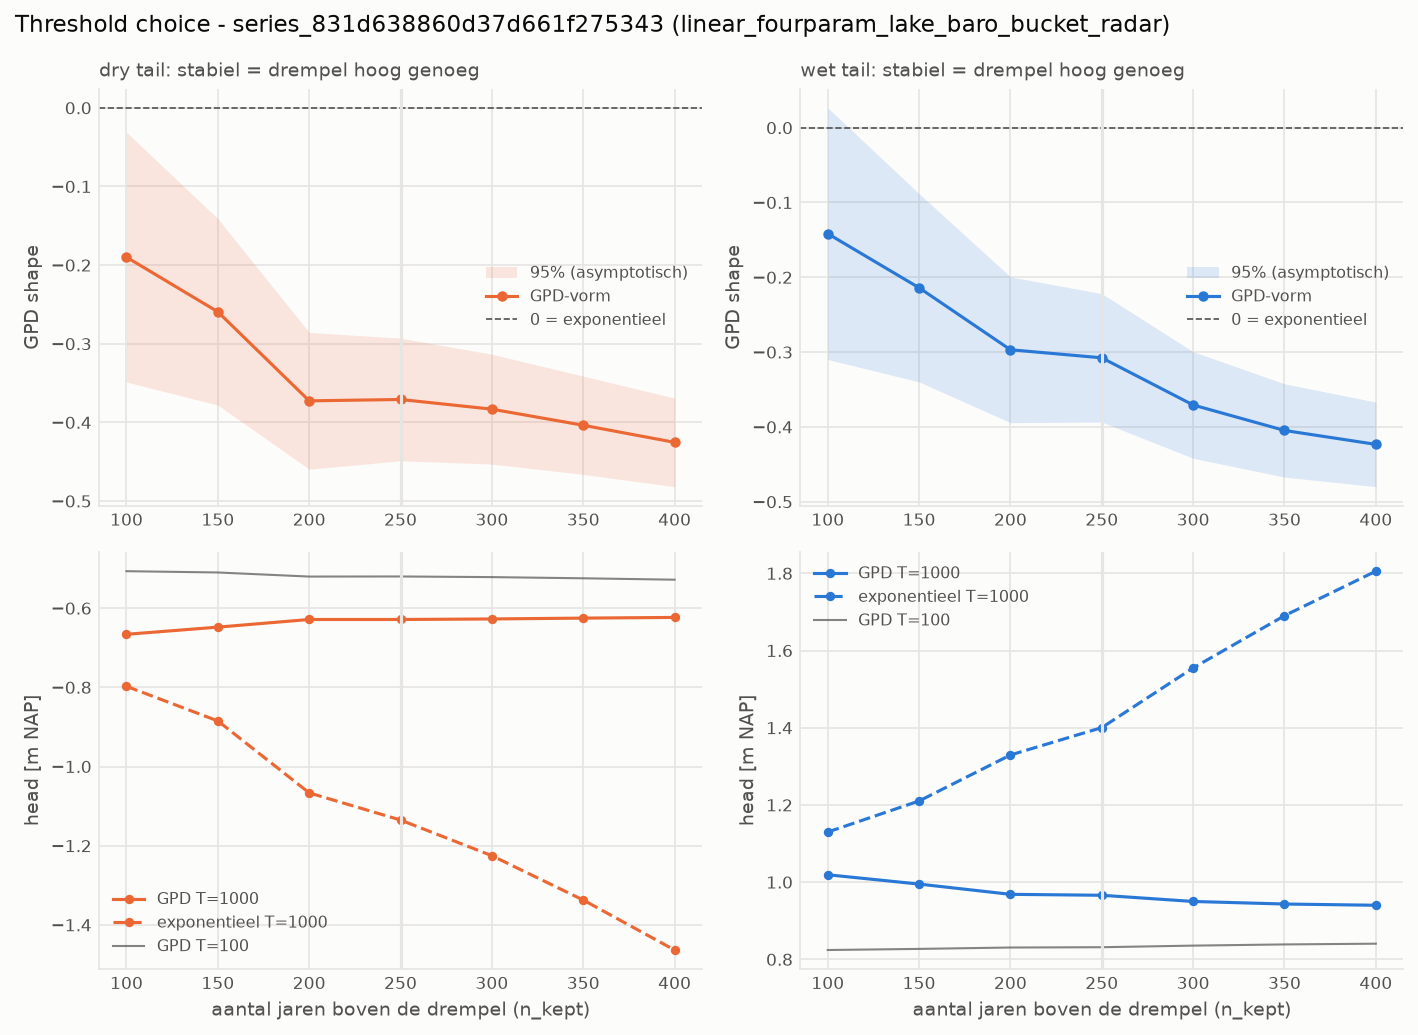 Threshold choice - series_831d638860d37d661f275343 (linear_fourparam_lake_baro_bucket_radar)
dry tail: stabiel = drempel hoog genoeg
GPD shape
0.0
−0.1
−0.2
−0.3
−0.4
−0.5
95% (asymptotisch)
GPD-vorm
0 = exponentieel
100 150 200 250 300 350 400
wet tail: stabiel = drempel hoog genoeg
GPD shape
0.0
−0.1
−0.2
−0.3
−0.4
−0.5
95% (asymptotisch)
GPD-vorm
0 = exponentieel
100 150 200 250 300 350 400
head [m NAP]
−0.6
−0.8
−1.0
−1.2
−1.4
GPD T=1000
exponentieel T=1000
GPD T=100
100 150 200 250 300 350 400
aantal jaren boven de drempel (n_kept)
head [m NAP]
1.8
1.6
1.4
1.2
1.0
0.8
GPD T=1000
exponentieel T=1000
GPD T=100
100 150 200 250 300 350 400
aantal jaren boven de drempel (n_kept)